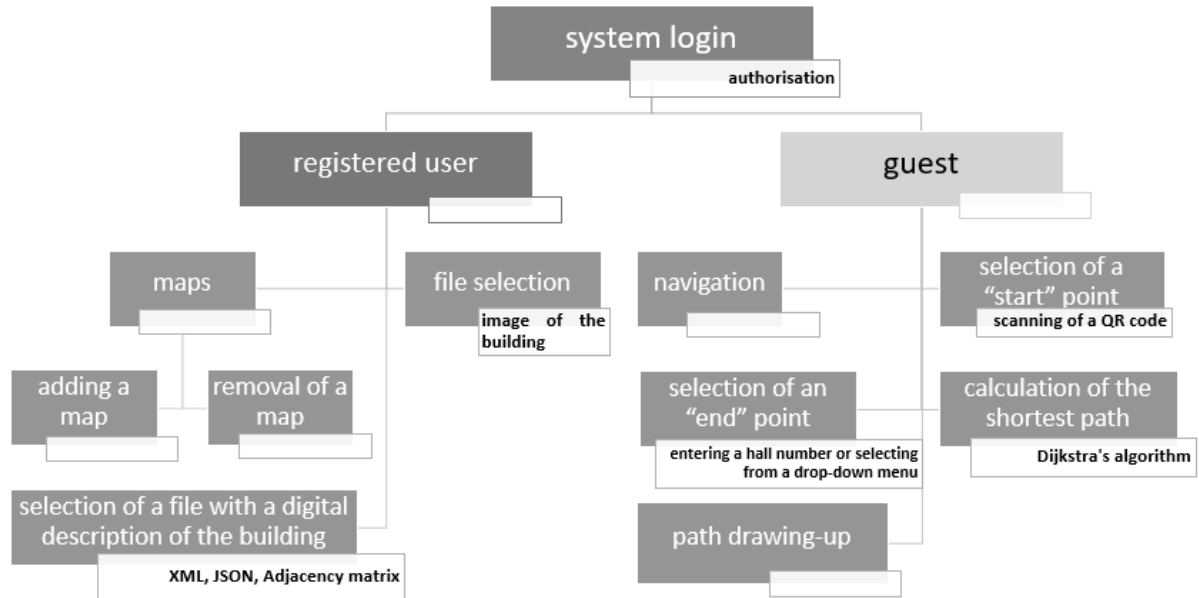 system login
authorisation
registered user
guest
maps
file selection
image of the
building
navigation
selection of a
“start” point
scanning of a QR code
adding a
map
removal of a
map
selection of an
“end” point
entering a hall number or selecting
from a drop-down menu
calculation of the
shortest path
Dijkstra's algorithm
selection of a file with a digital
description of the building
XML, JSON, Adjacency matrix
path drawing-up